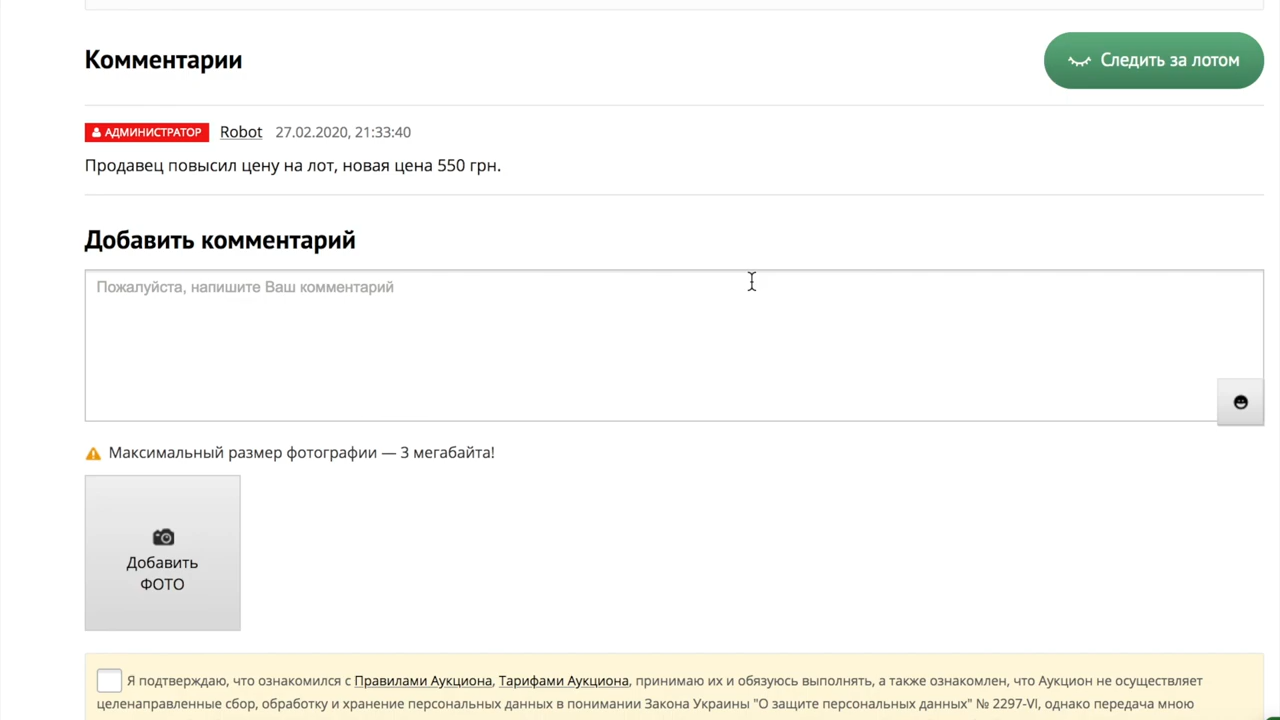 Комментарии
Следить за лотом
АДМИНИСТРАТОР Robot 27.02.2020, 21:33:40
Продавец повысил цену на лот, новая цена 550 грн.
Добавить комментарий
Пожалуйста, напишите Ваш комментарий
Максимальный размер фотографии — 3 мегабайта!
Добавить
ФОТО
Я подтверждаю, что ознакомился с Правилами Аукциона, Тарифами Аукциона, принимаю их и обязуюсь выполнять, а также ознакомлен, что Аукцион не осуществляет
целенаправленные сбор, обработку и хранение персональных данных в понимании Закона Украины "О защите персональных данных" № 2297-VI, однако передача мною